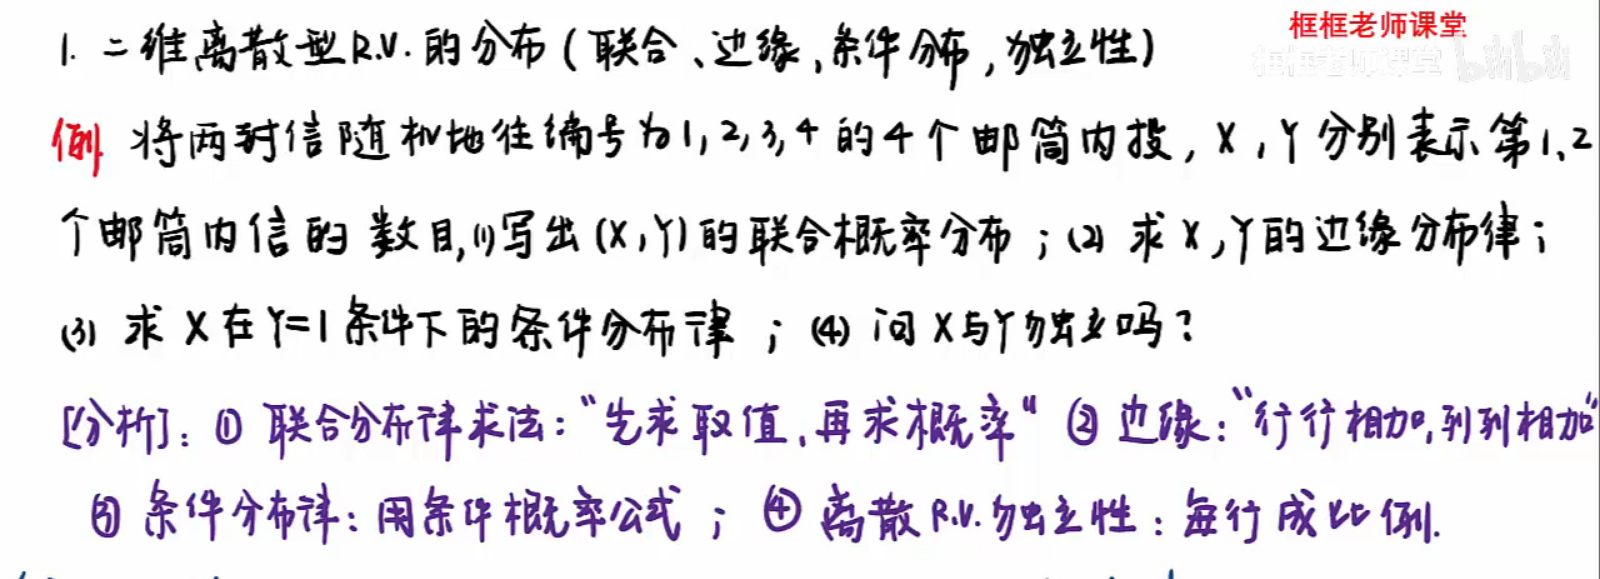 框框老师课堂
1. 二维离散型R.V.的分布(联合、边缘,条件分布,独立性)
框框老师课堂 bilibili
例 将两封信随机地往编号为1,2,3,4的4个邮筒内投,X,Y分别表示第1、2
个邮筒内信的数目,(1)写出(X,Y)的联合概率分布;(2)求X,Y的边缘分布律;
(3)求X在Y=1条件下的条件分布律;(4)问X与Y独立吗?
[分析]:①联合分布律求法:“先求取值,再求概率“ ②边缘:“行行相加,列列相加“
③条件分布律:用条件概率公式;④离散R.V.独立性:每行成比例.